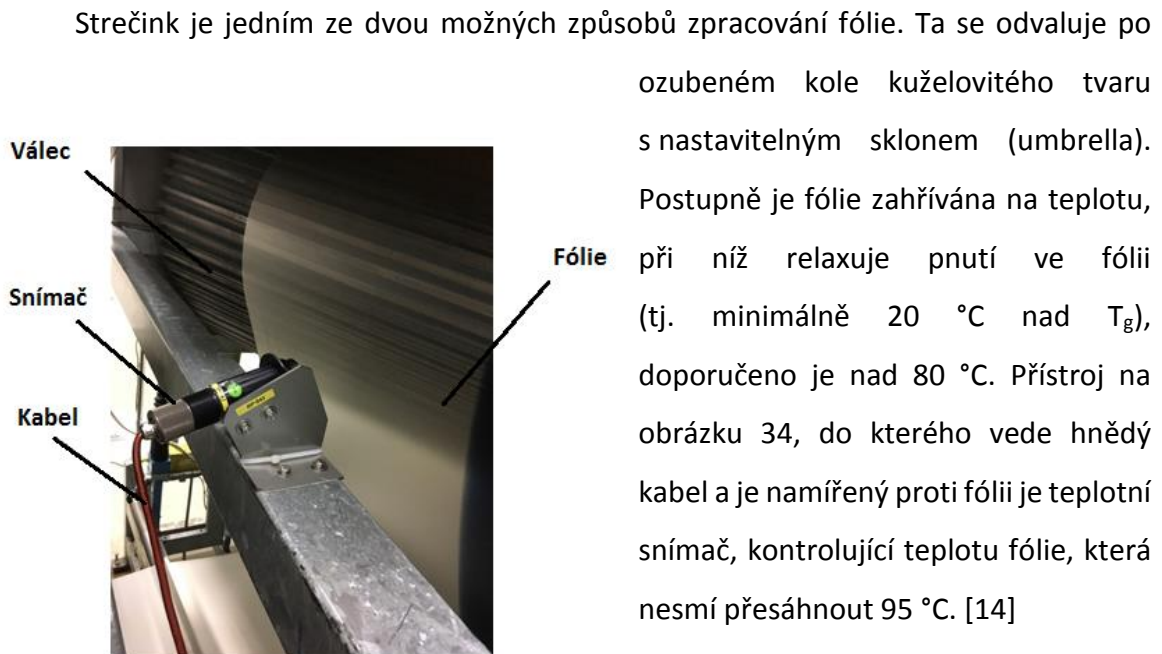 Strečink je jedním ze dvou možných způsobů zpracování fólie. Ta se odvaluje po
ozubeném kole kuželovitého tvaru
s nastavitelným sklonem (umbrella).
Postupně je fólie zahřívána na teplotu,
při níž relaxuje pnutí ve fólii
(tj. minimálně 20 °C nad Tg),
doporučeno je nad 80 °C. Přístroj na
obrázku 34, do kterého vede hnědý
kabel a je namířený proti fólii je teplotní
snímač, kontrolující teplotu fólie, která
nesmí přesáhnout 95 °C. [14]
Válec
Snímač
Kabel
Fólie